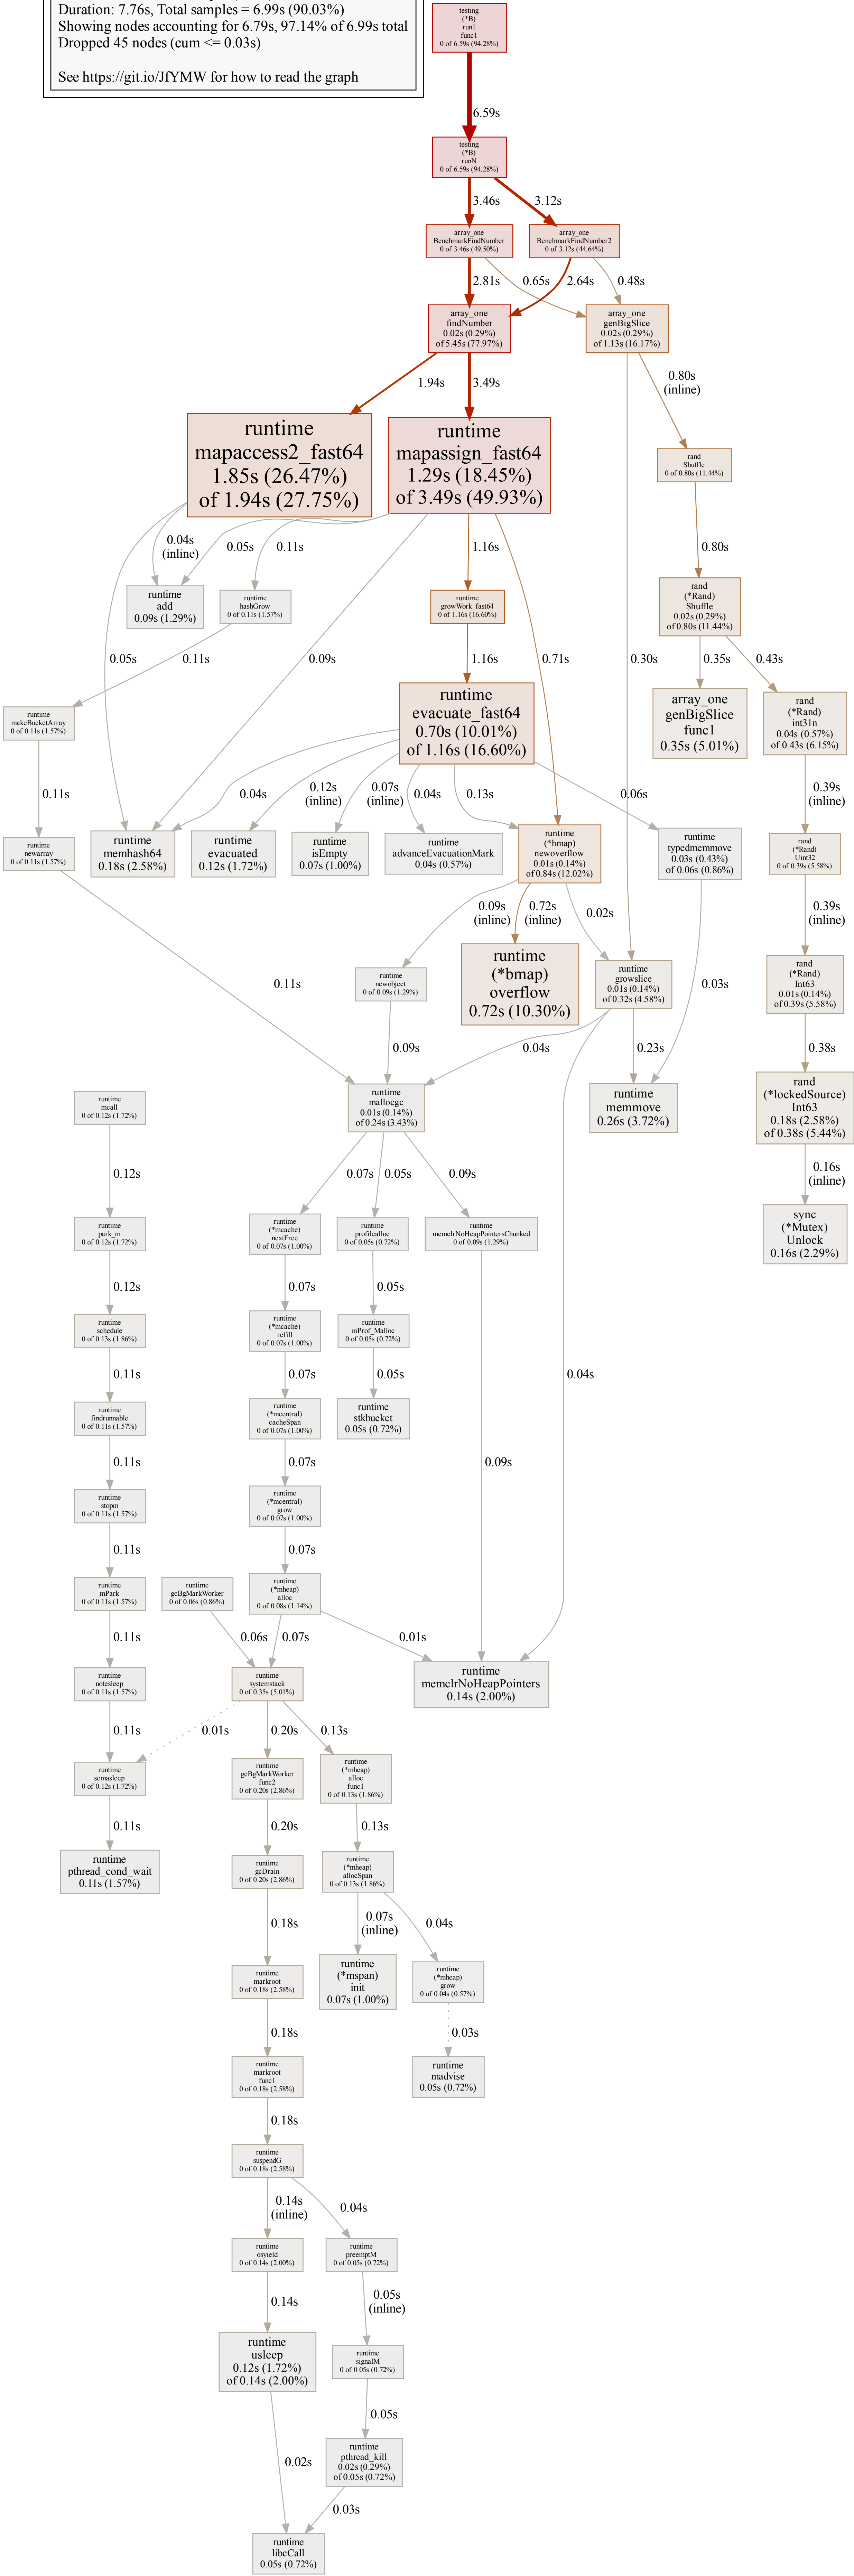 Duration: 7.76s, Total samples = 6.99s (90.03%)
Showing nodes accounting for 6.79s, 97.14% of 6.99s total
Dropped 45 nodes (cum <= 0.03s)
See https://git.io/JfYMW for how to read the graph
testing
(*B)
run1
func1
0 of 6.59s (94.28%)
6.59s
testing
(*B)
runN
0 of 6.59s (94.28%)
3.46s
3.12s
array_one
BenchmarkFindNumber
0 of 3.46s (49.50%)
array_one
BenchmarkFindNumber2
0 of 3.12s (44.64%)
2.81s
0.65s
2.64s
0.48s
array_one
findNumber
0.02s (0.29%)
of 5.45s (77.97%)
array_one
genBigSlice
0.02s (0.29%)
of 1.13s (16.17%)
1.94s
3.49s
0.80s
(inline)
runtime
mapaccess2_fast64
1.85s (26.47%)
of 1.94s (27.75%)
runtime
mapassign_fast64
1.29s (18.45%)
of 3.49s (49.93%)
rand
Shuffle
0 of 0.80s (11.44%)
0.04s
(inline)
0.05s
0.11s
1.16s
0.80s
runtime
add
0.09s (1.29%)
runtime
hashGrow
0 of 0.11s (1.57%)
runtime
growWork_fast64
0 of 1.16s (16.60%)
rand
(*Rand)
Shuffle
0.02s (0.29%)
of 0.80s (11.44%)
0.05s
0.11s
0.09s
1.16s
0.71s
0.30s
0.35s
0.43s
runtime
makeBucketArray
0 of 0.11s (1.57%)
runtime
evacuate_fast64
0.70s (10.01%)
of 1.16s (16.60%)
array_one
genBigSlice
func1
0.35s (5.01%)
rand
(*Rand)
int31n
0.04s (0.57%)
of 0.43s (6.15%)
0.11s
0.04s
0.12s
(inline)
0.07s
(inline)
0.04s
0.13s
0.06s
0.39s
(inline)
runtime
newarray
0 of 0.11s (1.57%)
runtime
memhash64
0.18s (2.58%)
runtime
evacuated
0.12s (1.72%)
runtime
isEmpty
0.07s (1.00%)
runtime
advanceEvacuationMark
0.04s (0.57%)
runtime
(*hmap)
newoverflow
0.01s (0.14%)
of 0.84s (12.02%)
runtime
typedmemmove
0.03s (0.43%)
of 0.06s (0.86%)
rand
(*Rand)
Uint32
0 of 0.39s (5.58%)
0.09s
(inline)
0.72s
(inline)
0.02s
0.39s
(inline)
0.11s
runtime
newobject
0 of 0.09s (1.29%)
runtime
(*bmap)
overflow
0.72s (10.30%)
runtime
growslice
0.01s (0.14%)
of 0.32s (4.58%)
0.03s
rand
(*Rand)
Int63
0.01s (0.14%)
of 0.39s (5.58%)
0.09s
0.04s
0.23s
0.38s
runtime
mcall
0 of 0.12s (1.72%)
runtime
mallocgc
0.01s (0.14%)
of 0.24s (3.43%)
runtime
memmove
0.26s (3.72%)
rand
(*lockedSource)
Int63
0.18s (2.58%)
of 0.38s (5.44%)
0.12s
0.07s
0.05s
0.09s
0.16s
(inline)
runtime
park_m
0 of 0.12s (1.72%)
runtime
(*mcache)
nextFree
0 of 0.07s (1.00%)
runtime
profilealloc
0 of 0.05s (0.72%)
runtime
memclrNoHeapPointersChunked
0 of 0.09s (1.29%)
sync
(*Mutex)
Unlock
0.16s (2.29%)
0.12s
0.07s
0.05s
runtime
schedule
0 of 0.13s (1.86%)
runtime
(*mcache)
refill
0 of 0.07s (1.00%)
runtime
mProf_Malloc
0 of 0.05s (0.72%)
0.11s
0.07s
0.05s
0.04s
runtime
findrunnable
0 of 0.11s (1.57%)
runtime
(*mcentral)
cacheSpan
0 of 0.07s (1.00%)
runtime
stkbucket
0.05s (0.72%)
0.11s
0.07s
0.09s
runtime
stopm
0 of 0.11s (1.57%)
runtime
(*mcentral)
grow
0 of 0.07s (1.00%)
0.11s
0.07s
runtime
mPark
0 of 0.11s (1.57%)
runtime
gcBgMarkWorker
0 of 0.06s (0.86%)
runtime
(*mheap)
alloc
0 of 0.08s (1.14%)
0.11s
0.06s
0.07s
0.01s
runtime
notesleep
0 of 0.11s (1.57%)
runtime
systemstack
0 of 0.35s (5.01%)
runtime
memclrNoHeapPointers
0.14s (2.00%)
0.11s
0.01s
0.20s
0.13s
runtime
semasleep
0 of 0.12s (1.72%)
runtime
gcBgMarkWorker
func2
0 of 0.20s (2.86%)
runtime
(*mheap)
alloc
func1
0 of 0.13s (1.86%)
0.11s
0.20s
0.13s
runtime
pthread_cond_wait
0.11s (1.57%)
runtime
gcDrain
0 of 0.20s (2.86%)
runtime
(*mheap)
allocSpan
0 of 0.13s (1.86%)
0.18s
0.07s
(inline)
0.04s
runtime
markroot
0 of 0.18s (2.58%)
runtime
(*mspan)
init
0.07s (1.00%)
runtime
(*mheap)
grow
0 of 0.04s (0.57%)
0.18s
0.03s
runtime
markroot
func1
0 of 0.18s (2.58%)
runtime
madvise
0.05s (0.72%)
0.18s
runtime
suspendG
0 of 0.18s (2.58%)
0.14s
(inline)
0.04s
runtime
osyield
0 of 0.14s (2.00%)
runtime
preemptM
0 of 0.05s (0.72%)
0.14s
0.05s
(inline)
runtime
usleep
0.12s (1.72%)
of 0.14s (2.00%)
runtime
signalM
0 of 0.05s (0.72%)
0.05s
0.02s
runtime
pthread_kill
0.02s (0.29%)
of 0.05s (0.72%)
0.03s
runtime
libcCall
0.05s (0.72%)